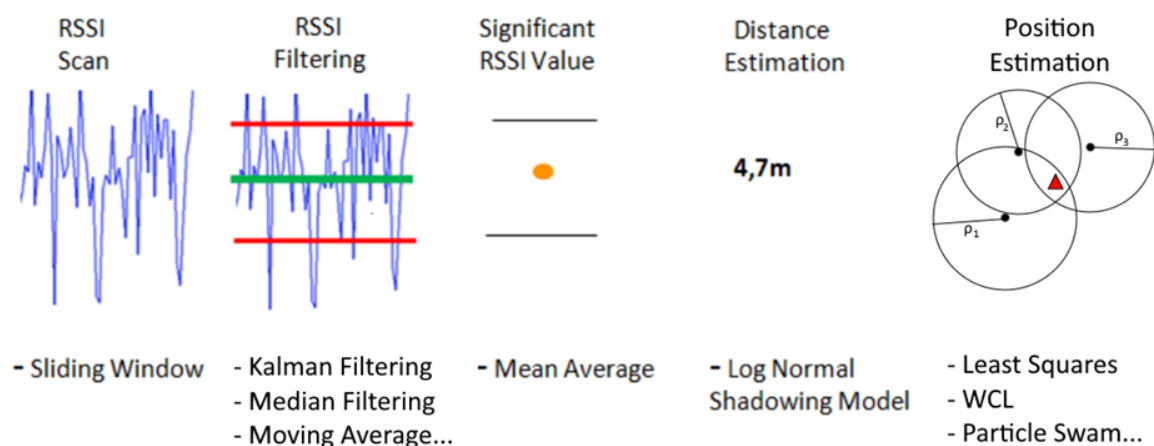 RSSI
Scan
RSSI
Filtering
Significant
RSSI Value
Distance
Estimation
Position
Estimation
4,7m
ρ2
ρ3
ρ1
- Sliding Window
- Kalman Filtering
- Median Filtering
- Moving Average...
- Mean Average
- Log Normal
Shadowing Model
- Least Squares
- WCL
- Particle Swam...